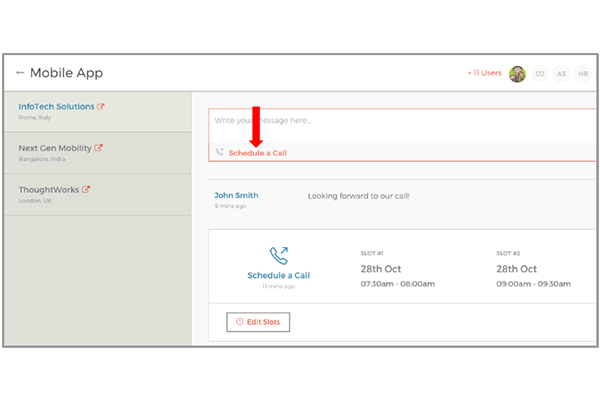 ← Mobile App
+ 11 Users
DJ
AS
HB
InfoTech Solutions
Rome, Italy
Next Gen Mobility
Bangalore, India
ThoughtWorks
London, UK
Write your message here...
Schedule a Call
John Smith
9 mins ago
Looking forward to our call!
Schedule a Call
11 mins ago
SLOT #1
28th Oct
07.30am - 08:00am
SLOT #2
28th Oct
09:00am - 09:30am
Edit Slots